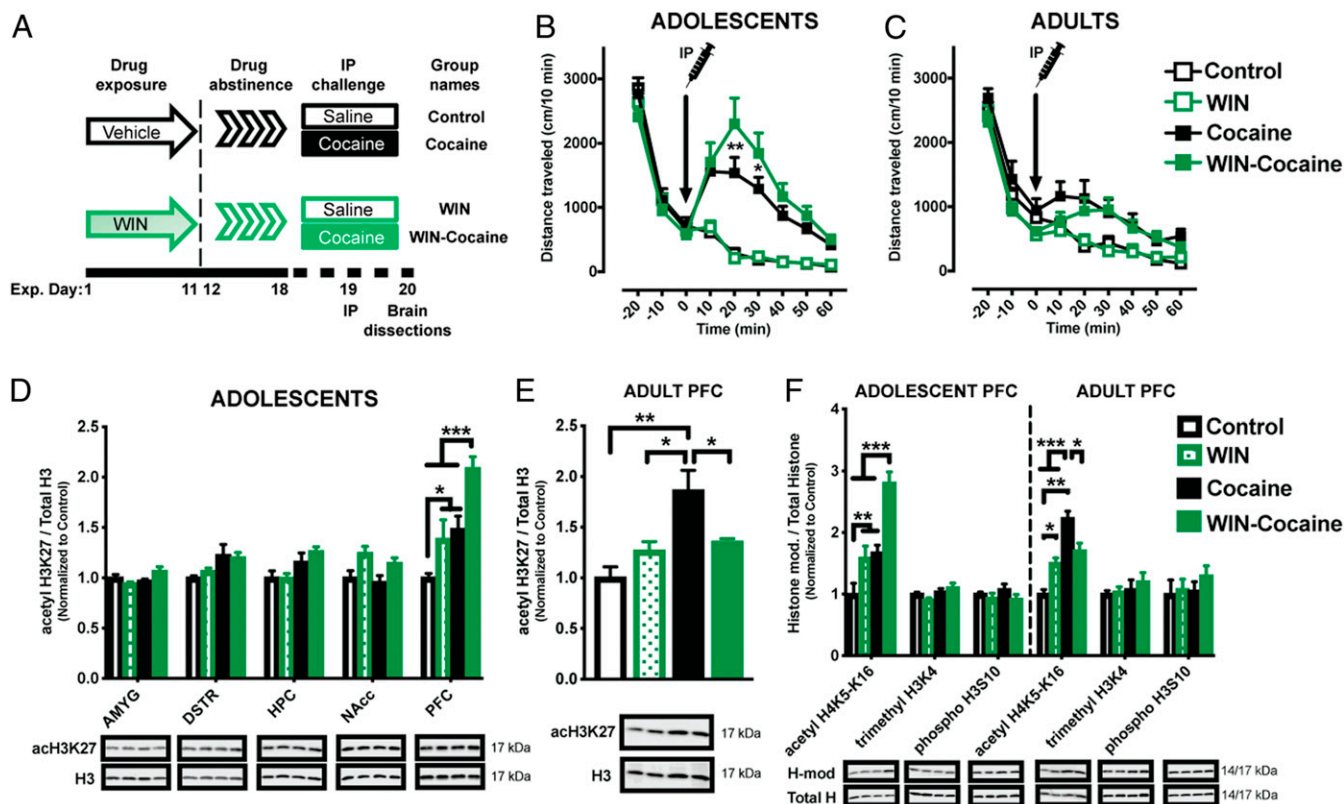 A
Drug exposure
Drug abstinence
IP challenge
Group names
Vehicle
Saline
Control
Cocaine
Cocaine
WIN
Saline
WIN
Cocaine
WIN-Cocaine
Exp. Day:1
11
12
18
19
20
IP
Brain dissections
B
ADOLESCENTS
IP
Distance traveled (cm/10 min)
3000
2000
1000
0
**
*
-20
-10
0
10
20
30
40
50
60
Time (min)
C
ADULTS
IP
Distance traveled (cm/10 min)
3000
2000
1000
0
-20
-10
0
10
20
30
40
50
60
Time (min)
Control
WIN
Cocaine
WIN-Cocaine
D
ADOLESCENTS
acetyl H3K27 / Total H3
(Normalized to Control)
2.5
2.0
1.5
1.0
0.5
0.0
***
*
AMYG
DSTR
HPC
NAcc
PFC
acH3K27
17 kDa
H3
17 kDa
E
ADULT PFC
acetyl H3K27 / Total H3
(Normalized to Control)
2.5
2.0
1.5
1.0
0.5
0.0
**
*
*
acH3K27
17 kDa
H3
17 kDa
F
ADOLESCENT PFC
ADULT PFC
Histone mod. / Total Histone
(Normalized to Control)
4
3
2
1
0
***
**
***
*
**
*
acetyl H4K5-K16
trimethyl H3K4
phospho H3S10
acetyl H4K5-K16
trimethyl H3K4
phospho H3S10
Control
WIN
Cocaine
WIN-Cocaine
H-mod
14/17 kDa
Total H
14/17 kDa